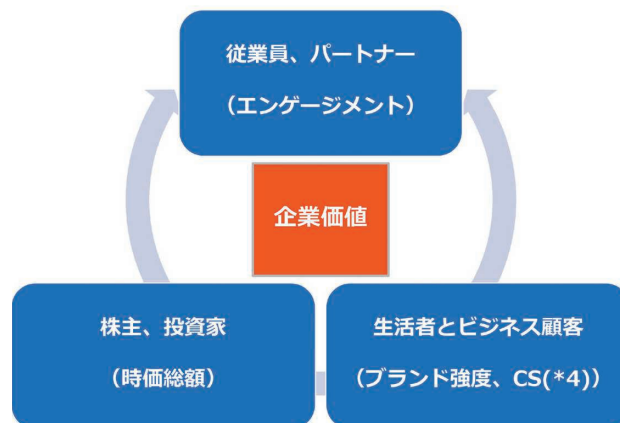 従業員、パートナー
（エンゲージメント）
企業価値
株主、投資家
（時価総額）
生活者とビジネス顧客
（ブランド強度、CS(*4)）